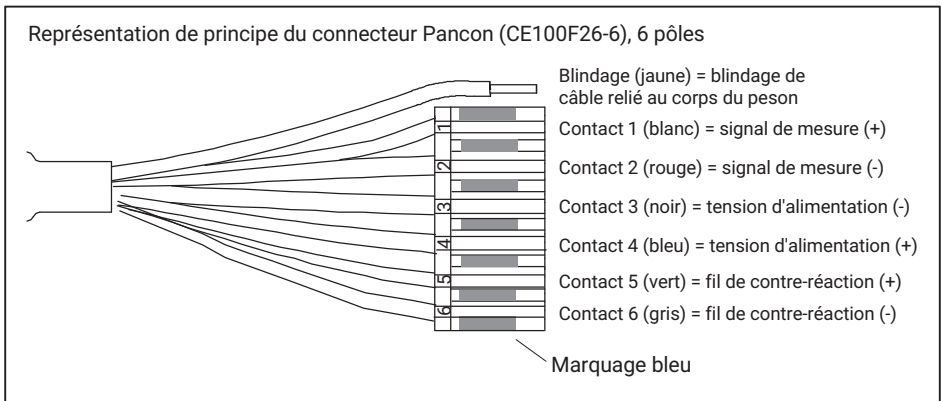 Représentation de principe du connecteur Pancon (CE100F26-6), 6 pôles
Blindage (jaune) = blindage de
câble relié au corps du peson
1
Contact 1 (blanc) = signal de mesure (+)
2
Contact 2 (rouge) = signal de mesure (-)
3
Contact 3 (noir) = tension d'alimentation (-)
4
Contact 4 (bleu) = tension d'alimentation (+)
5
Contact 5 (vert) = fil de contre-réaction (+)
6
Contact 6 (gris) = fil de contre-réaction (-)
Marquage bleu